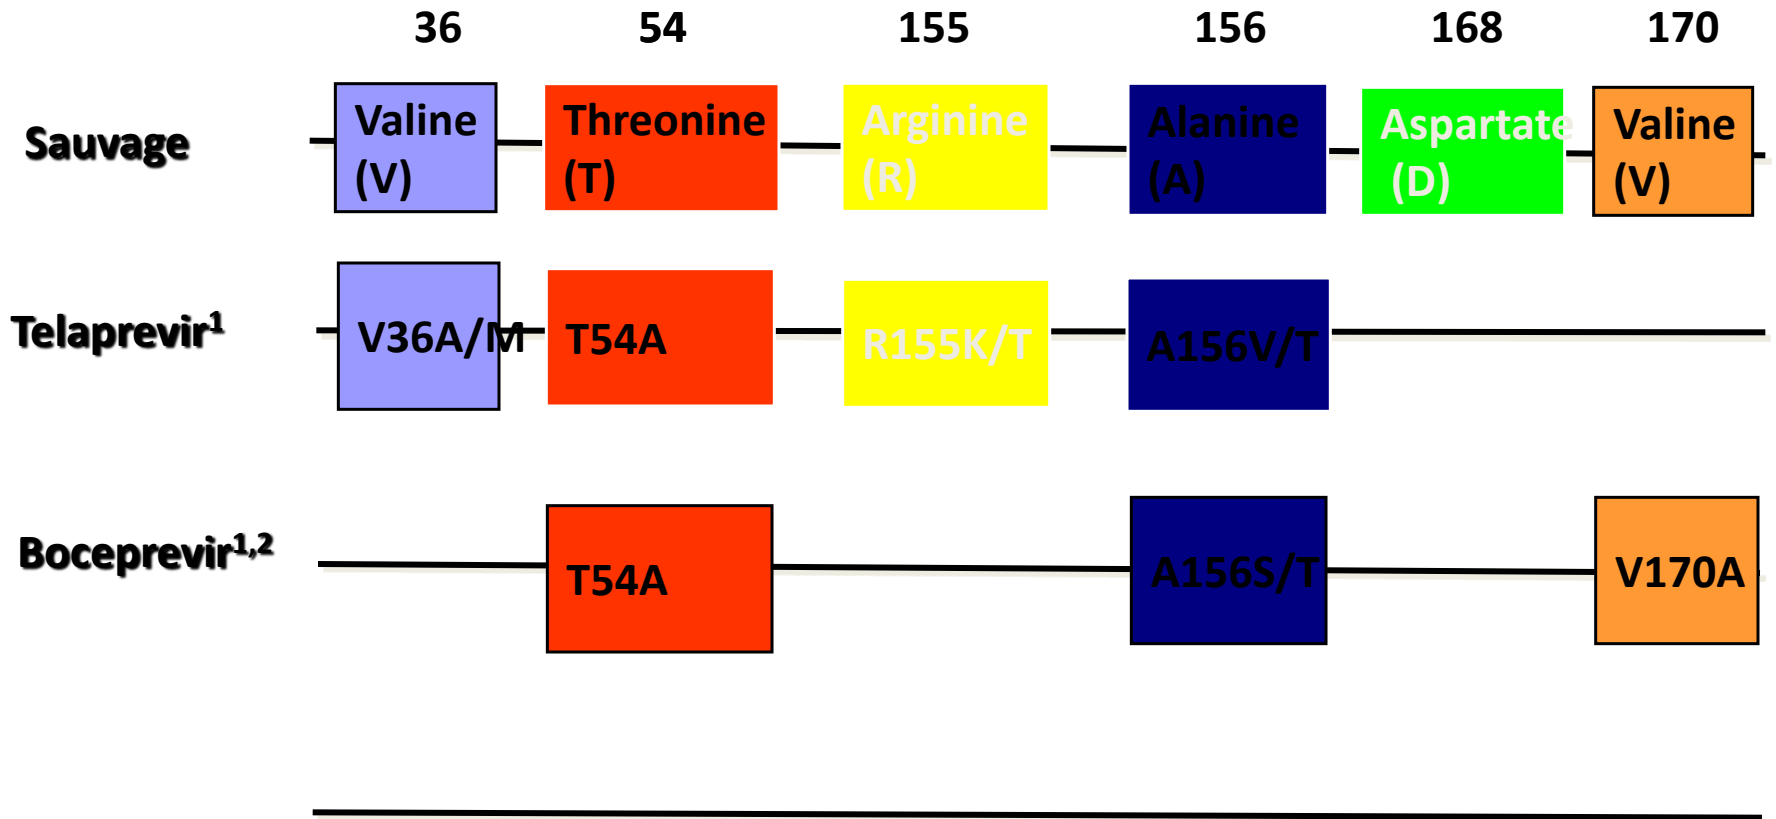 36 54 155 156 168 170
Sauvage
Valine
(V)
Threonine
(T)
Arginine
(R)
Alanine
(A)
Aspartate
(D)
Valine
(V)
Telaprevir¹
V36A/M
T54A
R155K/T
A156V/T
Boceprevir¹,²
T54A
A156S/T
V170A